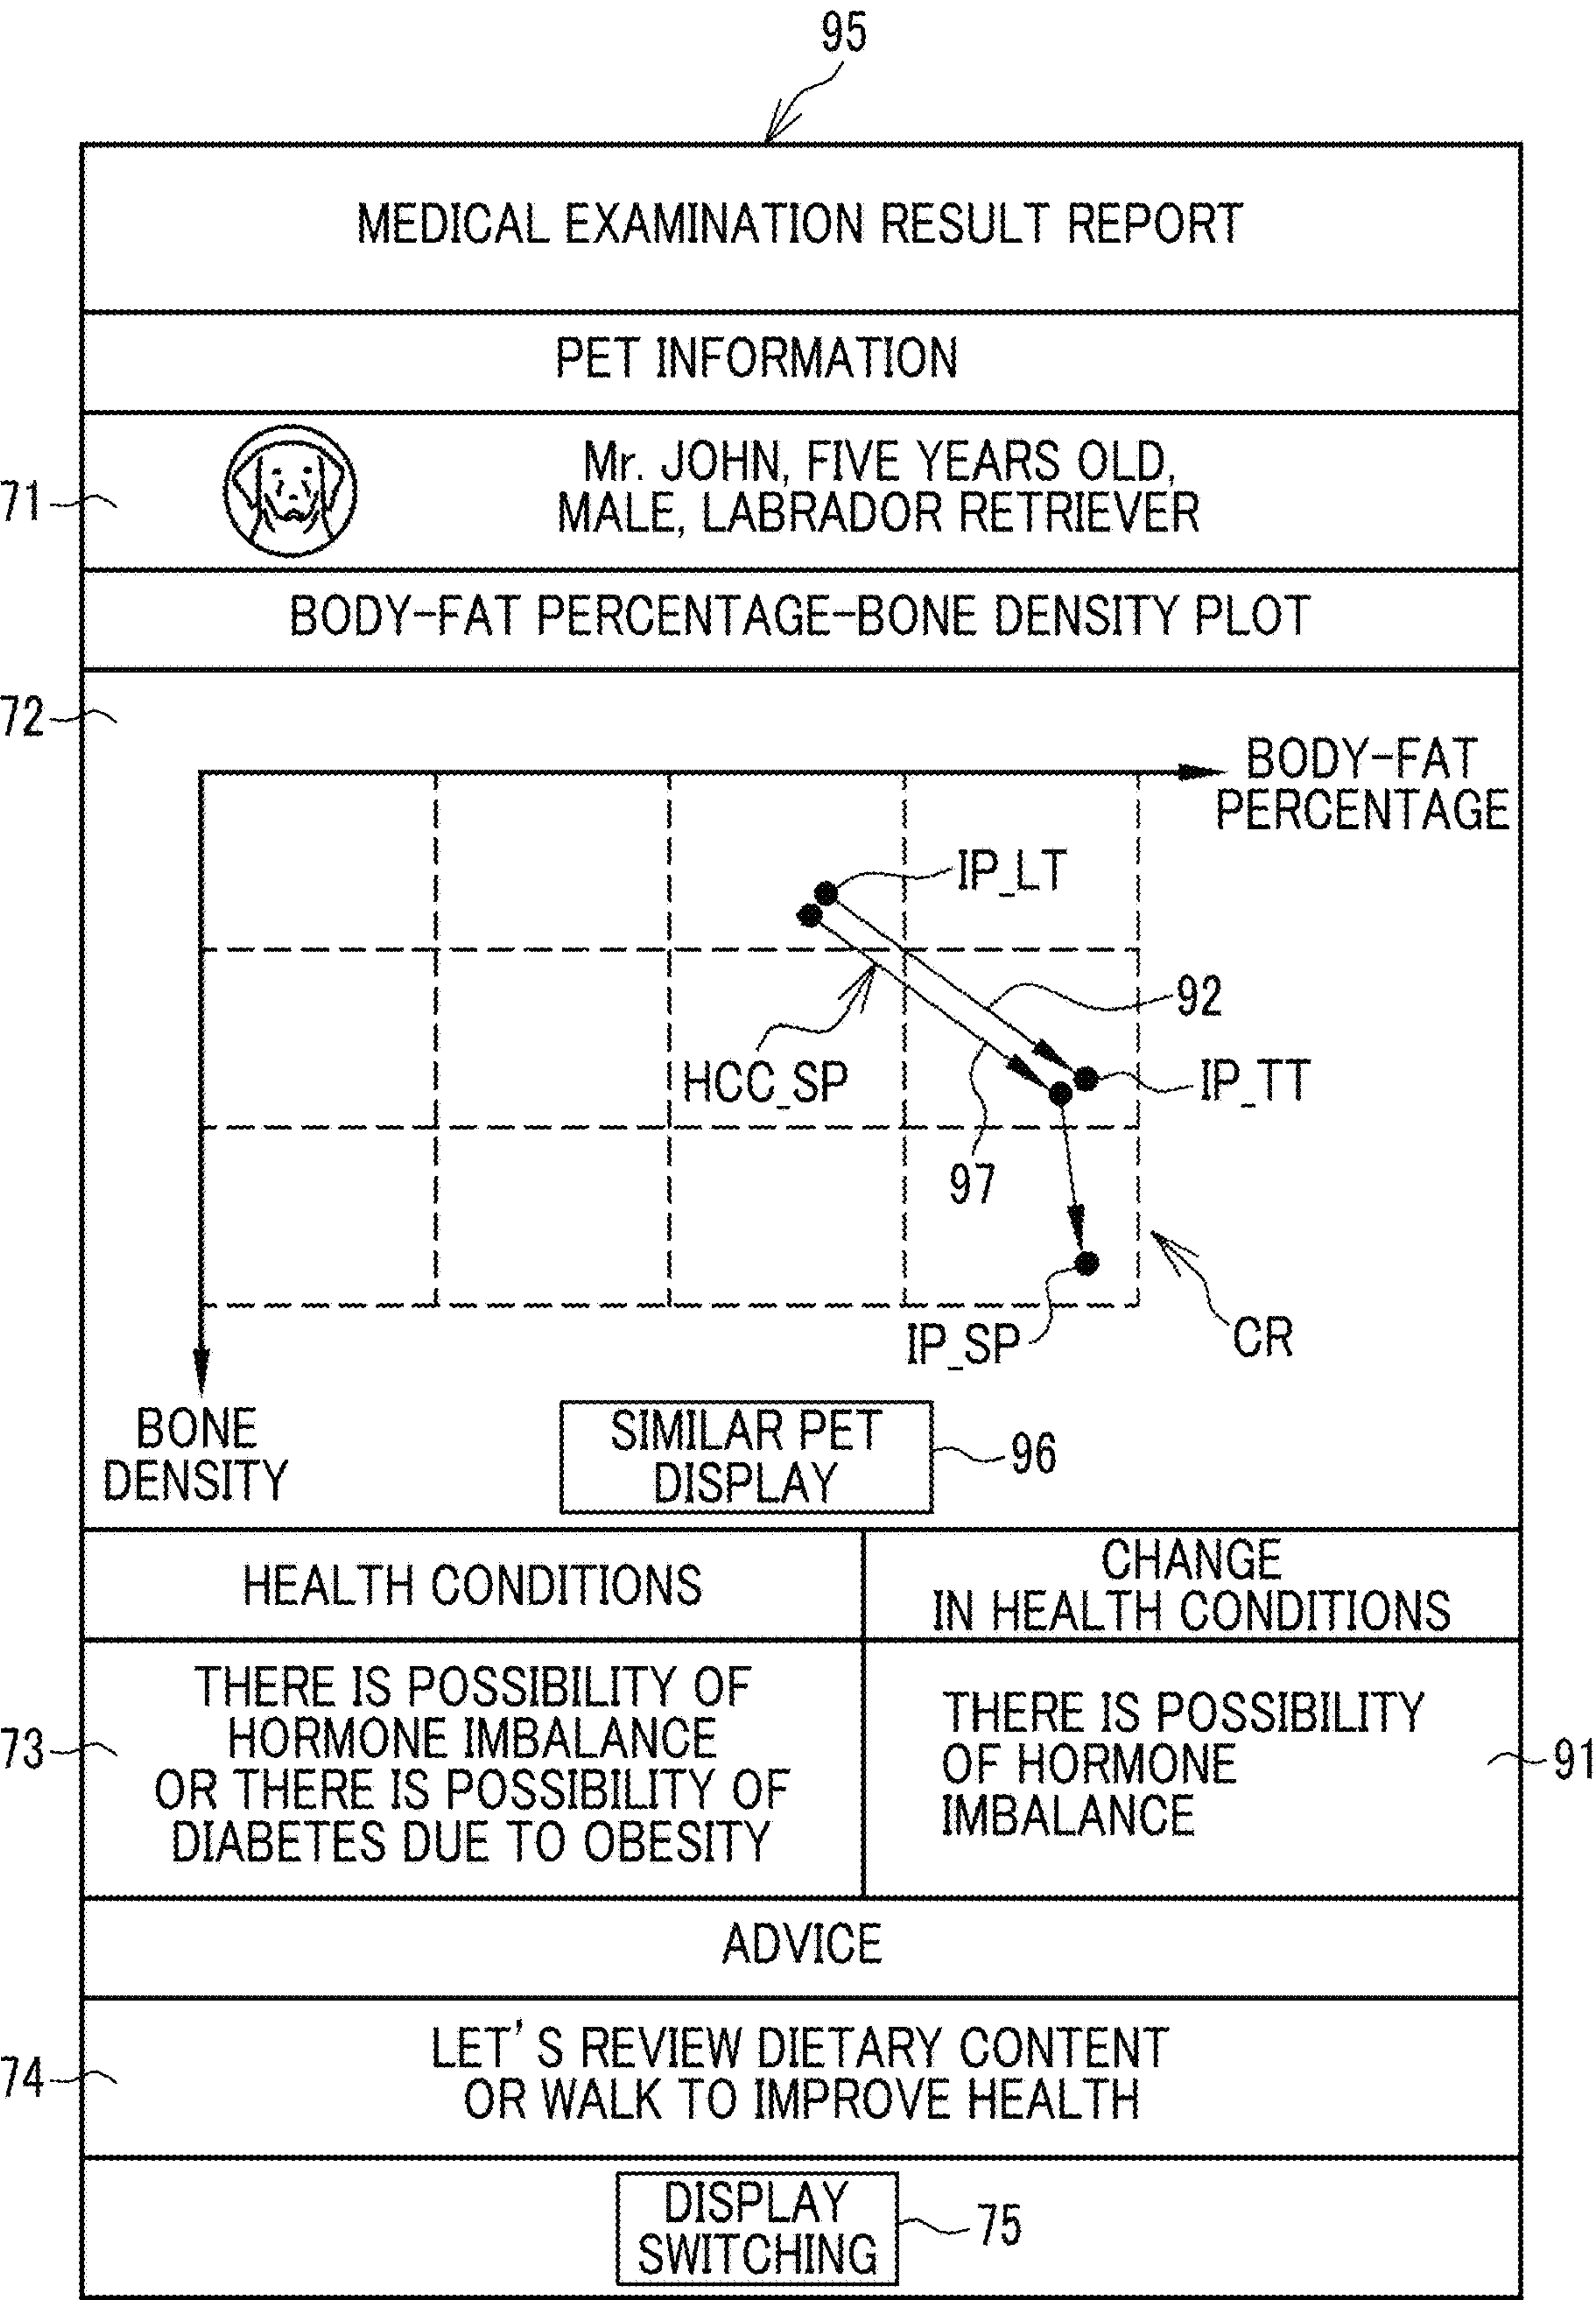 95
MEDICAL EXAMINATION RESULT REPORT
PET INFORMATION
71
Mr. JOHN, FIVE YEARS OLD,
MALE, LABRADOR RETRIEVER
BODY-FAT PERCENTAGE-BONE DENSITY PLOT
72
BODY-FAT
PERCENTAGE
IP_LT
92
HCC_SP
IP_TT
97
IP_SP
CR
BONE
DENSITY
SIMILAR PET
DISPLAY
96
HEALTH CONDITIONS
CHANGE
IN HEALTH CONDITIONS
73
THERE IS POSSIBILITY OF
HORMONE IMBALANCE
OR THERE IS POSSIBILITY OF
DIABETES DUE TO OBESITY
THERE IS POSSIBILITY
OF HORMONE
IMBALANCE
91
ADVICE
74
LET'S REVIEW DIETARY CONTENT
OR WALK TO IMPROVE HEALTH
DISPLAY
SWITCHING
75